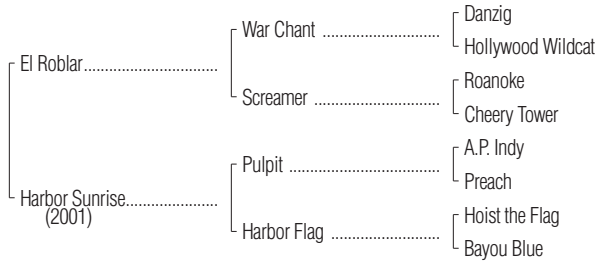 Danzig
War Chant
Hollywood Wildcat
El Roblar
Roanoke
Screamer
Cheery Tower
A.P. Indy
Pulpit
Preach
Harbor Sunrise
(2001)
Hoist the Flag
Harbor Flag
Bayou Blue